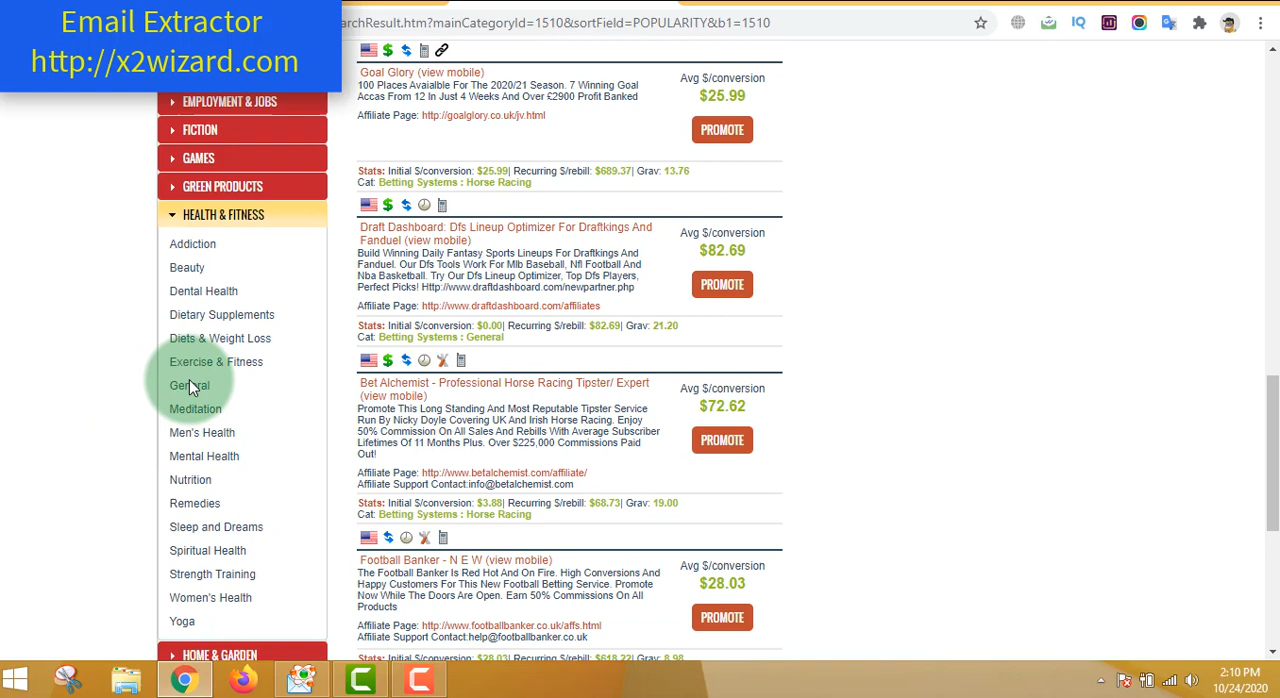 Email Extractor
http://x2wizard.com
archResult.htm?mainCategoryId=1510&sortField=POPULARITY&b1=1510
EMPLOYMENT & JOBS
FICTION
GAMES
GREEN PRODUCTS
HEALTH & FITNESS
Addiction
Beauty
Dental Health
Dietary Supplements
Diets & Weight Loss
Exercise & Fitness
General
Meditation
Men's Health
Mental Health
Nutrition
Remedies
Sleep and Dreams
Spiritual Health
Strength Training
Women's Health
Yoga
HOME & GARDEN
Goal Glory (view mobile)
100 Places Avaialble For The 2020/21 Season. 7 Winning Goal
Accas From 12 In Just 4 Weeks And Over £2900 Profit Banked
Affiliate Page: http://goalglory.co.uk/jv.html
Avg $/conversion
$25.99
PROMOTE
Stats: Initial $/conversion: $25.99| Recurring $/rebill: $689.37| Grav: 13.76
Cat: Betting Systems : Horse Racing
Draft Dashboard: Dfs Lineup Optimizer For Draftkings And
Fanduel (view mobile)
Build Winning Daily Fantasy Sports Lineups For Draftkings And
Fanduel. Our Dfs Tools Work For Mlb Baseball, Nfl Football And
Nba Basketball. Try Our Dfs Lineup Optimizer, Top Dfs Players,
Perfect Picks! Http://www.draftdashboard.com/newpartner.php
Affiliate Page: http://www.draftdashboard.com/affiliates
Avg $/conversion
$82.69
PROMOTE
Stats: Initial $/conversion: $0.00| Recurring $/rebill: $82.69| Grav: 21.20
Cat: Betting Systems : General
Bet Alchemist - Professional Horse Racing Tipster/ Expert
(view mobile)
Promote This Long Standing And Most Reputable Tipster Service
Run By Nicky Doyle Covering UK And Irish Horse Racing. Enjoy
50% Commission On All Sales And Rebills With Average Subscriber
Lifetimes Of 11 Months Plus. Over $225,000 Commissions Paid
Out!
Affiliate Page: http://www.betalchemist.com/affiliate/
Affiliate Support Contact:info@betalchemist.com
Avg $/conversion
$72.62
PROMOTE
Stats: Initial $/conversion: $3.88| Recurring $/rebill: $68.73| Grav: 19.00
Cat: Betting Systems : Horse Racing
Football Banker - N E W (view mobile)
The Football Banker Is Red Hot And On Fire. High Conversions And
Happy Customers For This New Football Betting Service. Promote
Now While The Doors Are Open. Earn 50% Commissions On All
Products
Affiliate Page: http://www.footballbanker.co.uk/affs.html
Affiliate Support Contact:help@footballbanker.co.uk
Avg $/conversion
$28.03
PROMOTE
Stats: Initial $/conversion: $28.03| Recurring $/rebill: $618.22| Grav: 8.98
2:10 PM
10/24/2020